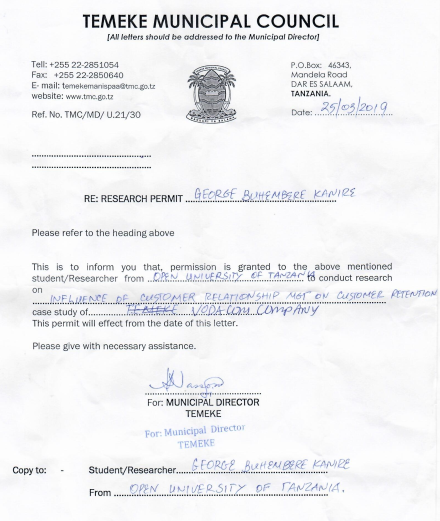 TEMEKE MUNICIPAL COUNCIL
[All letters should be addressed to the Municipal Director]
Tell: +255 22-2851054
Fax: +255 22-2850640
E- mail; temekemanispaa@tmc.go.tz
website: www.tmc.go.tz
Ref. No. TMC/MD/ U.21/30
P.O.Box: 46343,
Mandela Road
DAR ES SALAAM,
TANZANIA.
Date: 25/03/2019
RE: RESEARCH PERMIT GEORGE BUHEMBERE KANIRE
Please refer to the heading above
This is to inform you that, permission is granted to the above mentioned
student/Researcher from OPEN UNIVERSITY OF TANZANIA to conduct research
on
INFLUENCE OF CUSTOMER RELATIONSHIP MGT ON CUSTOMER RETENTION
case study of VODACOM COMPANY
This permit will effect from the date of this letter.
Please give with necessary assistance.
For: MUNICIPAL DIRECTOR
TEMEKE
For: Municipal Director
TEMEKE
Copy to: - Student/Researcher GEORGE BUHEMBERE KANIRE
From OPEN UNIVERSITY OF TANZANIA.